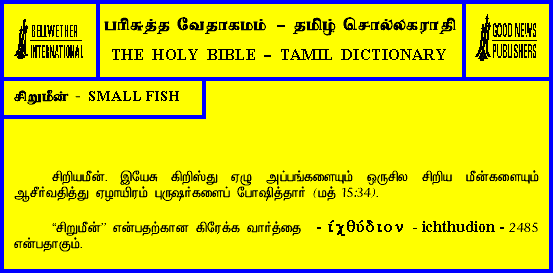 BELLWETHER
INTERNATIONAL
பரிசுத்த வேதாகமம் – தமிழ் சொல்லகராதி
THE HOLY BIBLE – TAMIL DICTIONARY
GOOD NEWS
PUBLISHERS
சிறுமீன் - SMALL FISH
சிறியமீன். இயேசு கிறிஸ்து ஏழு அப்பங்களையும் ஒருசில சிறிய மீன்களையும்
ஆசீர்வதித்து ஏழாயிரம் புருஷர்களைப் போஷித்தார் (மத் 15:34).
“சிறுமீன்” என்பதற்கான கிரேக்க வார்த்தை - ίχθύδιον - ichthudion - 2485
என்பதாகும்.